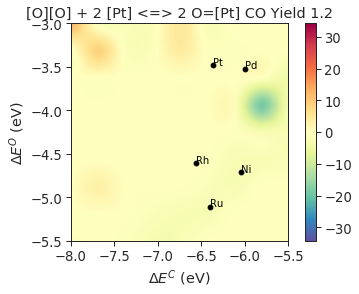 [O][O] + 2 [Pt] <=> 2 O=[Pt] CO Yield 1.2
−3.0
−3.5
−4.0
−4.5
−5.0
−5.5
ΔE^O (eV)
Pt
Pd
Rh
Ni
Ru
−8.0 −7.5 −7.0 −6.5 −6.0 −5.5
ΔE^C (eV)
30
20
10
0
−10
−20
−30